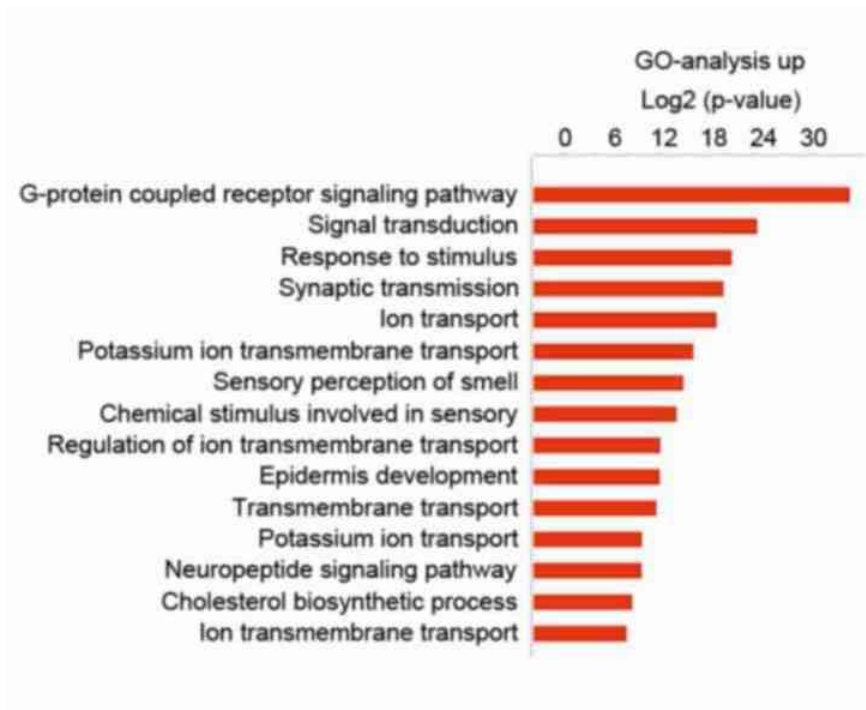 GO-analysis up
Log2 (p-value)
0 6 12 18 24 30
G-protein coupled receptor signaling pathway
Signal transduction
Response to stimulus
Synaptic transmission
Ion transport
Potassium ion transmembrane transport
Sensory perception of smell
Chemical stimulus involved in sensory
Regulation of ion transmembrane transport
Epidermis development
Transmembrane transport
Potassium ion transport
Neuropeptide signaling pathway
Cholesterol biosynthetic process
Ion transmembrane transport